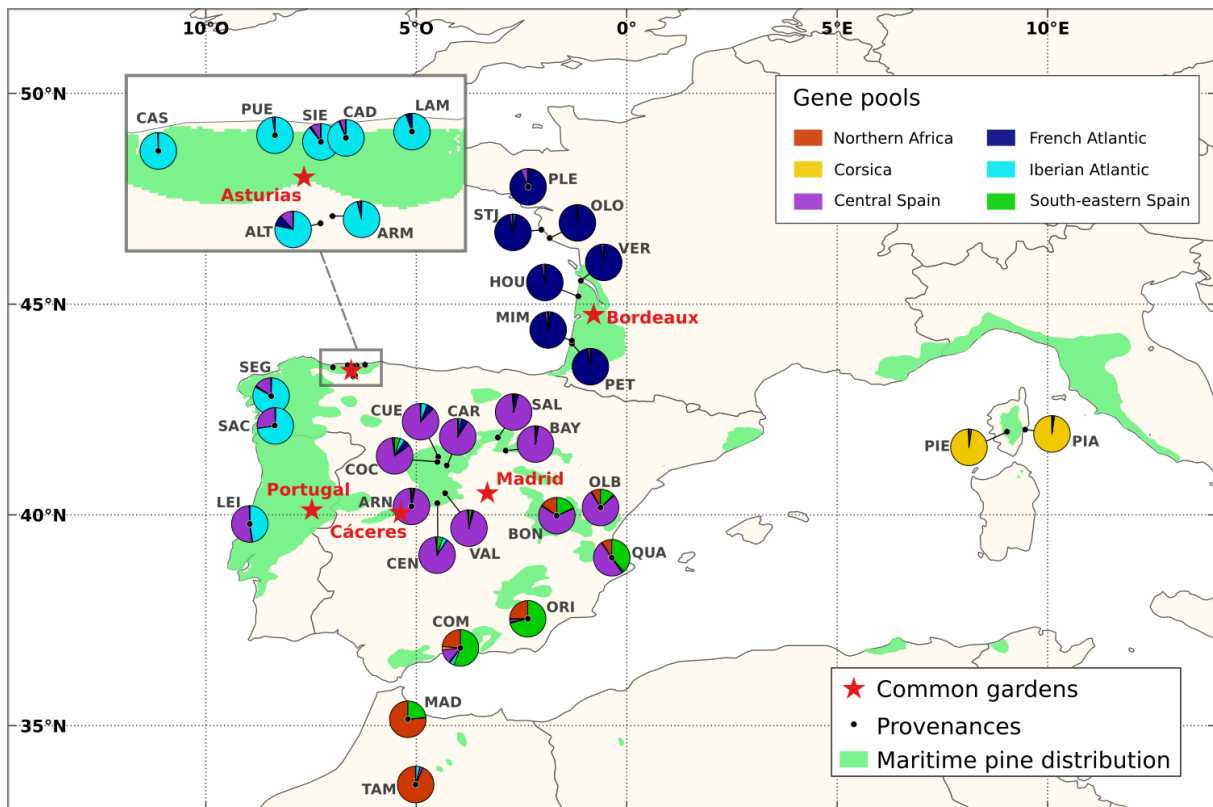 10°W
5°W
0°E
5°E
10°E
50°N
45°N
40°N
35°N
CAS
PUE
SIE
CAD
LAM
Asturias
ALT
ARM
Gene pools
Northern Africa
French Atlantic
Corsica
Iberian Atlantic
Central Spain
South-eastern Spain
PLE
STJ
OLO
VER
HOU
MIM
Bordeaux
PET
SEG
SAC
CUE
CAR
SAL
BAY
COC
PIE
PIA
Portugal
Madrid
LEI
ARN
Cáceres
OLB
BON
CEN
VAL
QUA
ORI
COM
MAD
TAM
Common gardens
Provenances
Maritime pine distribution